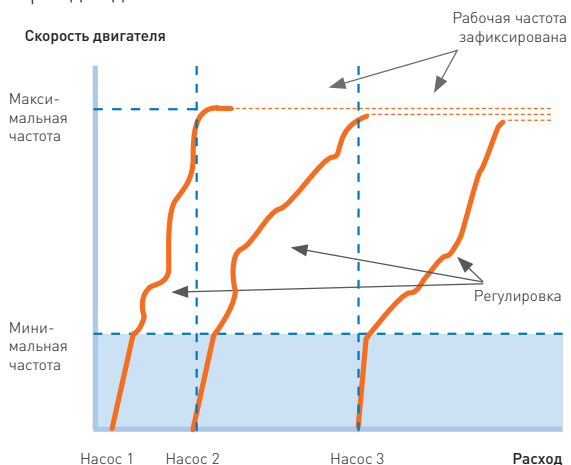 Рабочая частота
зафиксирована
Скорость двигателя
Макси-
мальная
частота
Регулировка
Мини-
мальная
частота
Насос 1
Насос 2
Насос 3
Расход